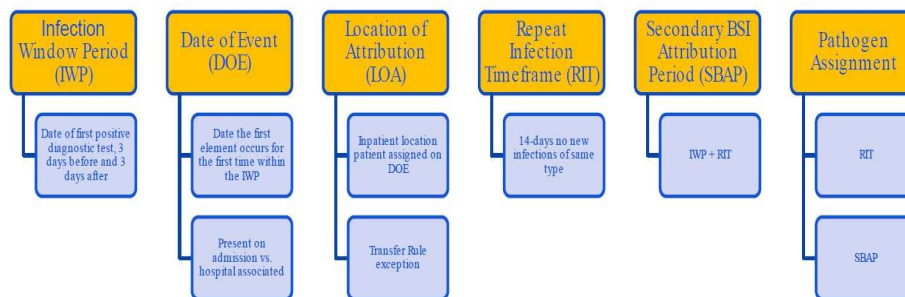 Infection
Window Period
(IWP)
Date of first positive
diagnostic test, 3
days before and 3
days after
Date of Event
(DOE)
Date the first
element occurs for
the first time within
the IWP
Present on
admission vs.
hospital associated
Location of
Attribution
(LOA)
Inpatient location
patient assigned on
DOE
Transfer Rule
exception
Repeat
Infection
Timeframe (RIT)
14-days no new
infections of same
type
Secondary BSI
Attribution
Period (SBAP)
IWP + RIT
Pathogen
Assignment
RIT
SBAP